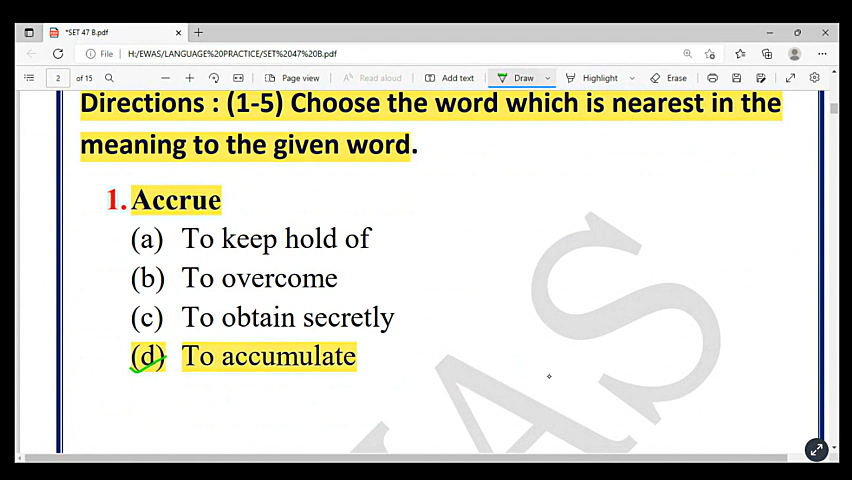 *SET 47 B.pdf
File H:/EWAS/LANGUAGE%20PRACTICE/SET%2047%20B.pdf
2 of 15 Page view Read aloud Add text Draw Highlight Erase
Directions : (1-5) Choose the word which is nearest in the
meaning to the given word.
1. Accrue
(a) To keep hold of
(b) To overcome
(c) To obtain secretly
(d) To accumulate
WAS